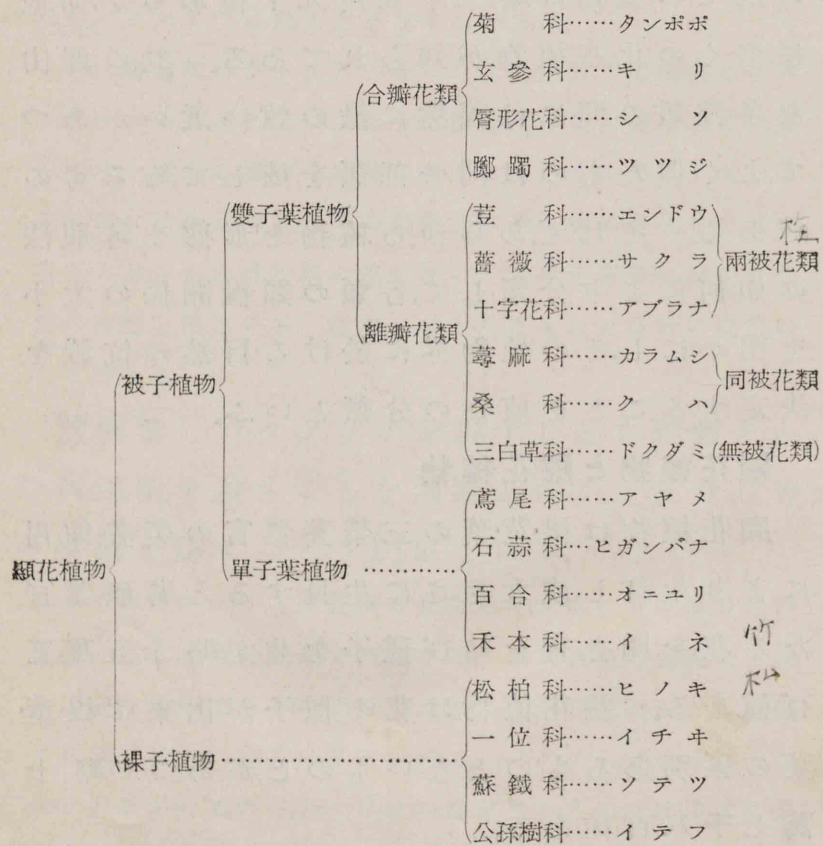 菊科……タンポポ
玄參科……キリ
合瓣花類
脣形花科……シソ
躑躅科……ツツジ
雙子葉植物
荳科……エンドウ
薔薇科……サクラ
兩被花類
十字花科……アブラナ
離瓣花類
蕁麻科……カラムシ
被子植物
同被花類
桑科……クハ
三白草科……ドクダミ(無被花類)
鳶尾科……アヤメ
石蒜科…ヒガンバナ
顯花植物
單子葉植物…………
百合科……オニユリ
禾本科……イネ
竹
松柏科……ヒノキ
松
一位科……イチヰ
裸子植物………………………
蘇鐵科……ソテツ
公孫樹科……イテフ